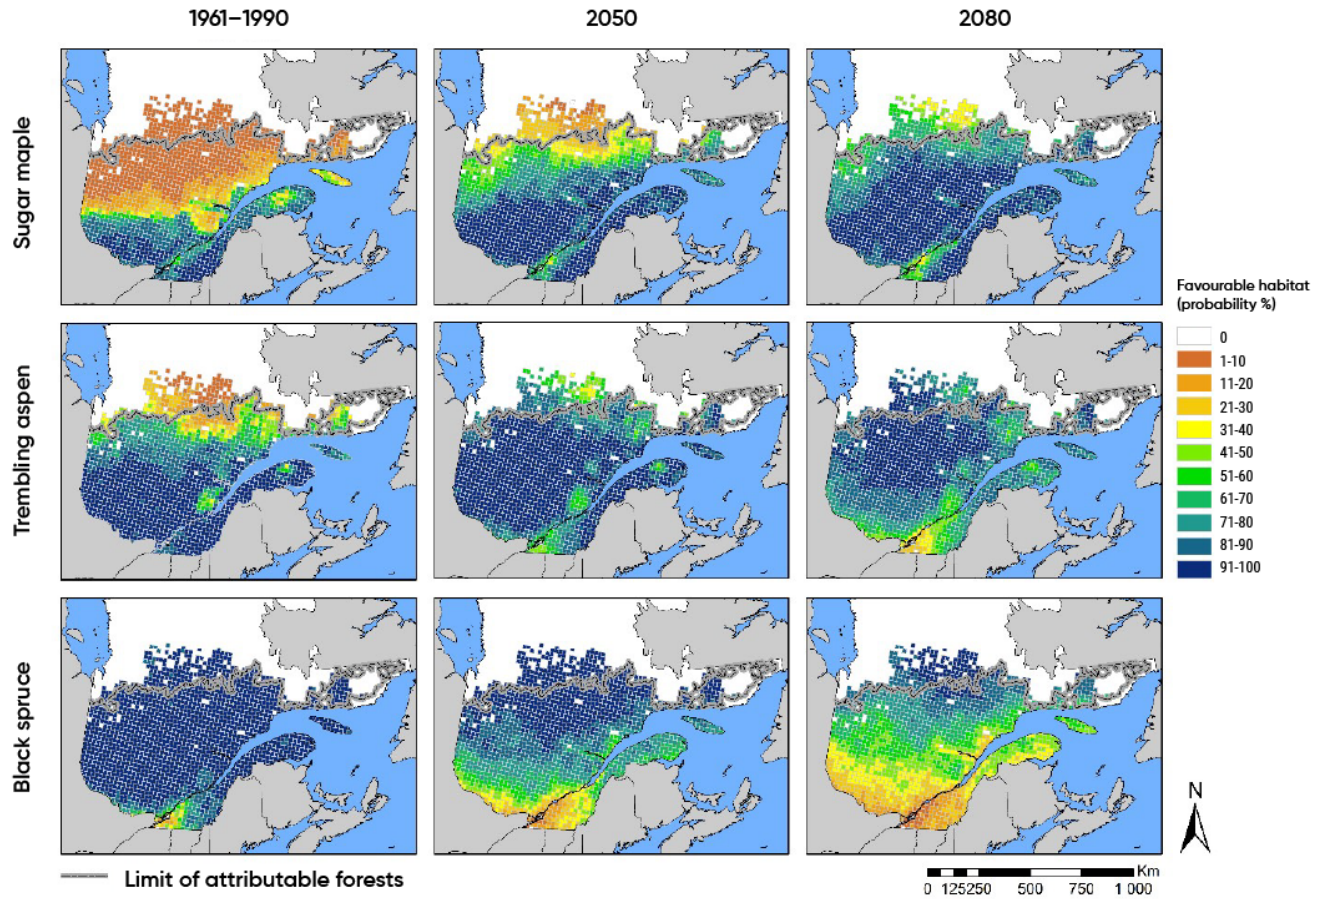 1961–1990
2050
2080
Sugar maple
Trembling aspen
Black spruce
Favourable habitat
(probability %)
0
1-10
11-20
21-30
31-40
41-50
51-60
61-70
71-80
81-90
91-100
N
Limit of attributable forests
Km
0 125 250 500 750 1 000